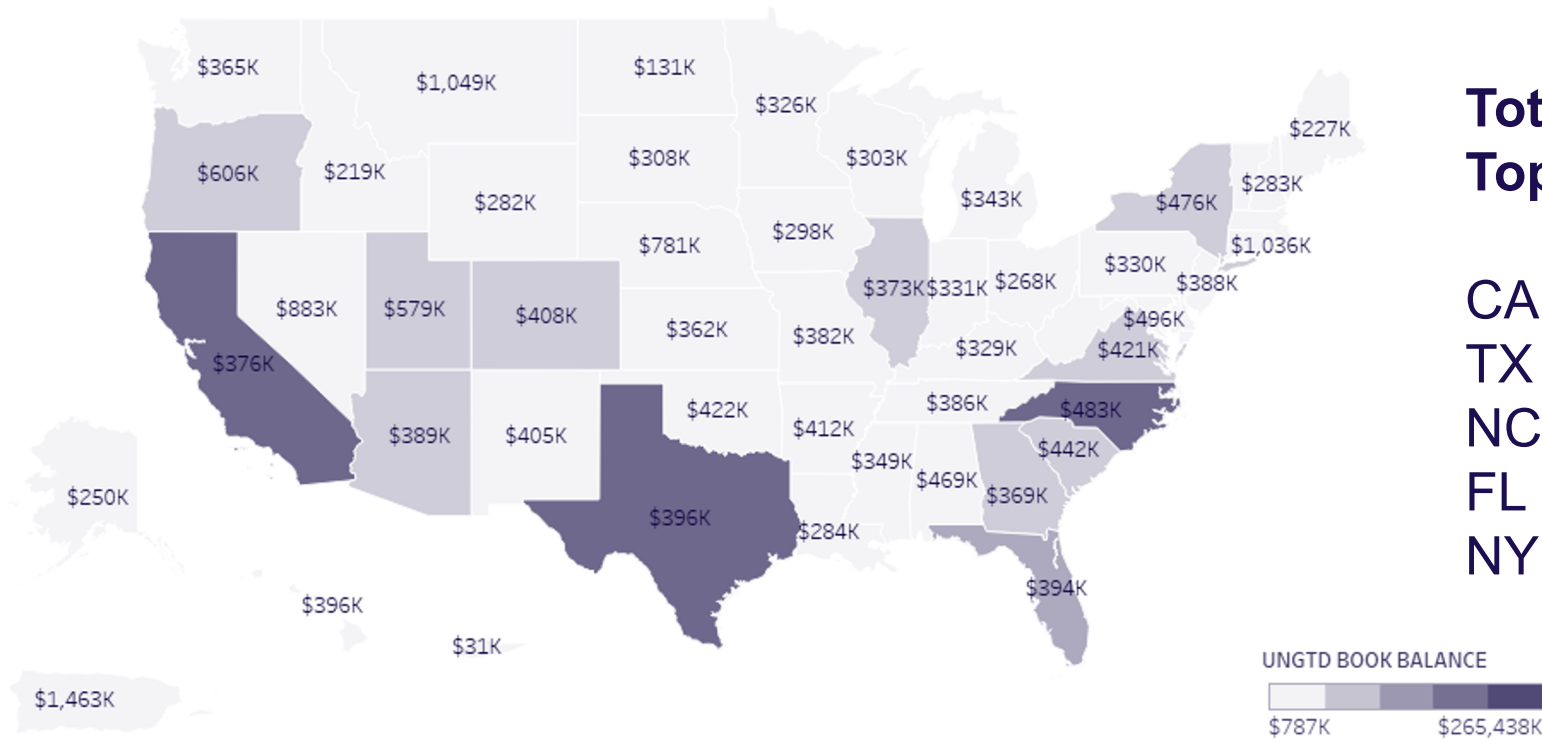 $365K
$1,049K
$131K
$326K
$227K
$606K
$219K
$308K
$303K
$283K
$282K
$343K
$476K
$781K
$298K
$1,036K
$330K
$388K
$883K
$579K
$408K
$373K
$331K
$268K
$496K
$376K
$362K
$382K
$329K
$421K
$389K
$405K
$422K
$412K
$386K
$483K
$442K
$349K
$469K
$369K
$250K
$396K
$284K
$394K
$396K
$31K
$1,463K
Tot
Top
CA
TX
NC
FL
NY
UNGTD BOOK BALANCE
$787K $265,438K